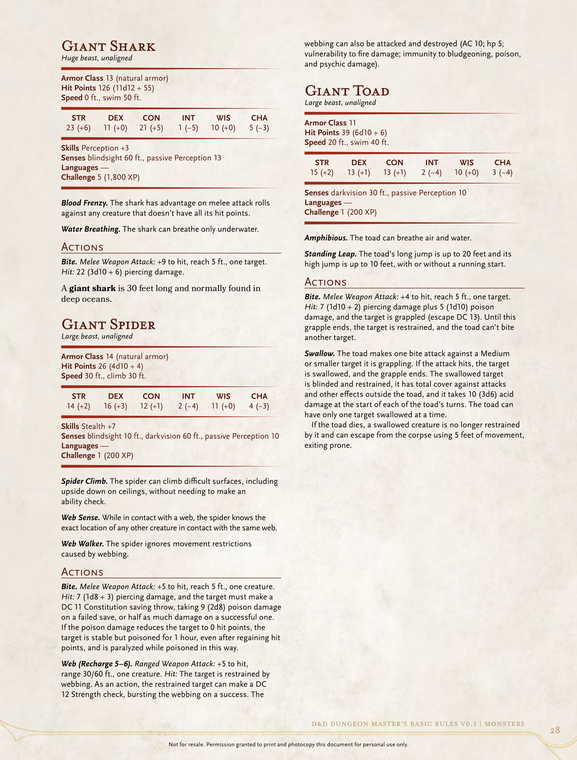 Giant Shark
Huge beast, unaligned
Armor Class 13 (natural armor)
Hit Points 126 (11d12 + 55)
Speed 0 ft., swim 50 ft.
STR DEX CON INT WIS CHA
23 (+6) 11 (+0) 21 (+5) 1 (−5) 10 (+0) 5 (−3)
Skills Perception +3
Senses blindsight 60 ft., passive Perception 13
Languages —
Challenge 5 (1,800 XP)
Blood Frenzy. The shark has advantage on melee attack rolls
against any creature that doesn't have all its hit points.
Water Breathing. The shark can breathe only underwater.
Actions
Bite. Melee Weapon Attack: +9 to hit, reach 5 ft., one target.
Hit: 22 (3d10 + 6) piercing damage.
A giant shark is 30 feet long and normally found in
deep oceans.
Giant Spider
Large beast, unaligned
Armor Class 14 (natural armor)
Hit Points 26 (4d10 + 4)
Speed 30 ft., climb 30 ft.
STR DEX CON INT WIS CHA
14 (+2) 16 (+3) 12 (+1) 2 (−4) 11 (+0) 4 (−3)
Skills Stealth +7
Senses blindsight 10 ft., darkvision 60 ft., passive Perception 10
Languages —
Challenge 1 (200 XP)
Spider Climb. The spider can climb difficult surfaces, including
upside down on ceilings, without needing to make an
ability check.
Web Sense. While in contact with a web, the spider knows the
exact location of any other creature in contact with the same web.
Web Walker. The spider ignores movement restrictions
caused by webbing.
Actions
Bite. Melee Weapon Attack: +5 to hit, reach 5 ft., one creature.
Hit: 7 (1d8 + 3) piercing damage, and the target must make a
DC 11 Constitution saving throw, taking 9 (2d8) poison damage
on a failed save, or half as much damage on a successful one.
If the poison damage reduces the target to 0 hit points, the
target is stable but poisoned for 1 hour, even after regaining hit
points, and is paralyzed while poisoned in this way.
Web (Recharge 5–6). Ranged Weapon Attack: +5 to hit,
range 30/60 ft., one creature. Hit: The target is restrained by
webbing. As an action, the restrained target can make a DC
12 Strength check, bursting the webbing on a success. The
webbing can also be attacked and destroyed (AC 10; hp 5;
vulnerability to fire damage; immunity to bludgeoning, poison,
and psychic damage).
Giant Toad
Large beast, unaligned
Armor Class 11
Hit Points 39 (6d10 + 6)
Speed 20 ft., swim 40 ft.
STR DEX CON INT WIS CHA
15 (+2) 13 (+1) 13 (+1) 2 (−4) 10 (+0) 3 (−4)
Senses darkvision 30 ft., passive Perception 10
Languages —
Challenge 1 (200 XP)
Amphibious. The toad can breathe air and water.
Standing Leap. The toad's long jump is up to 20 feet and its
high jump is up to 10 feet, with or without a running start.
Actions
Bite. Melee Weapon Attack: +4 to hit, reach 5 ft., one target.
Hit: 7 (1d10 + 2) piercing damage plus 5 (1d10) poison
damage, and the target is grappled (escape DC 13). Until this
grapple ends, the target is restrained, and the toad can't bite
another target.
Swallow. The toad makes one bite attack against a Medium
or smaller target it is grappling. If the attack hits, the target
is swallowed, and the grapple ends. The swallowed target
is blinded and restrained, it has total cover against attacks
and other effects outside the toad, and it takes 10 (3d6) acid
damage at the start of each of the toad's turns. The toad can
have only one target swallowed at a time.
If the toad dies, a swallowed creature is no longer restrained
by it and can escape from the corpse using 5 feet of movement,
exiting prone.
D&D Dungeon Master's Basic Rules v0.3 | Monsters
28
Not for resale. Permission granted to print and photocopy this document for personal use only.